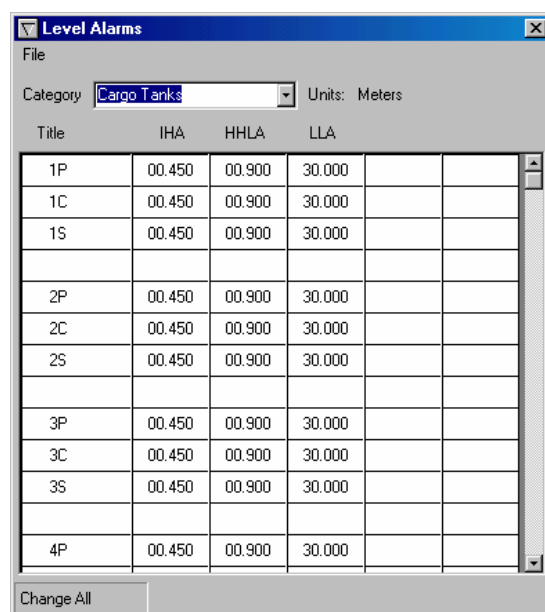 Level Alarms
File
Category Cargo Tanks Units: Meters
Title IHA HHLA LLA
1P 00.450 00.900 30.000
1C 00.450 00.900 30.000
1S 00.450 00.900 30.000
2P 00.450 00.900 30.000
2C 00.450 00.900 30.000
2S 00.450 00.900 30.000
3P 00.450 00.900 30.000
3C 00.450 00.900 30.000
3S 00.450 00.900 30.000
4P 00.450 00.900 30.000
Change All